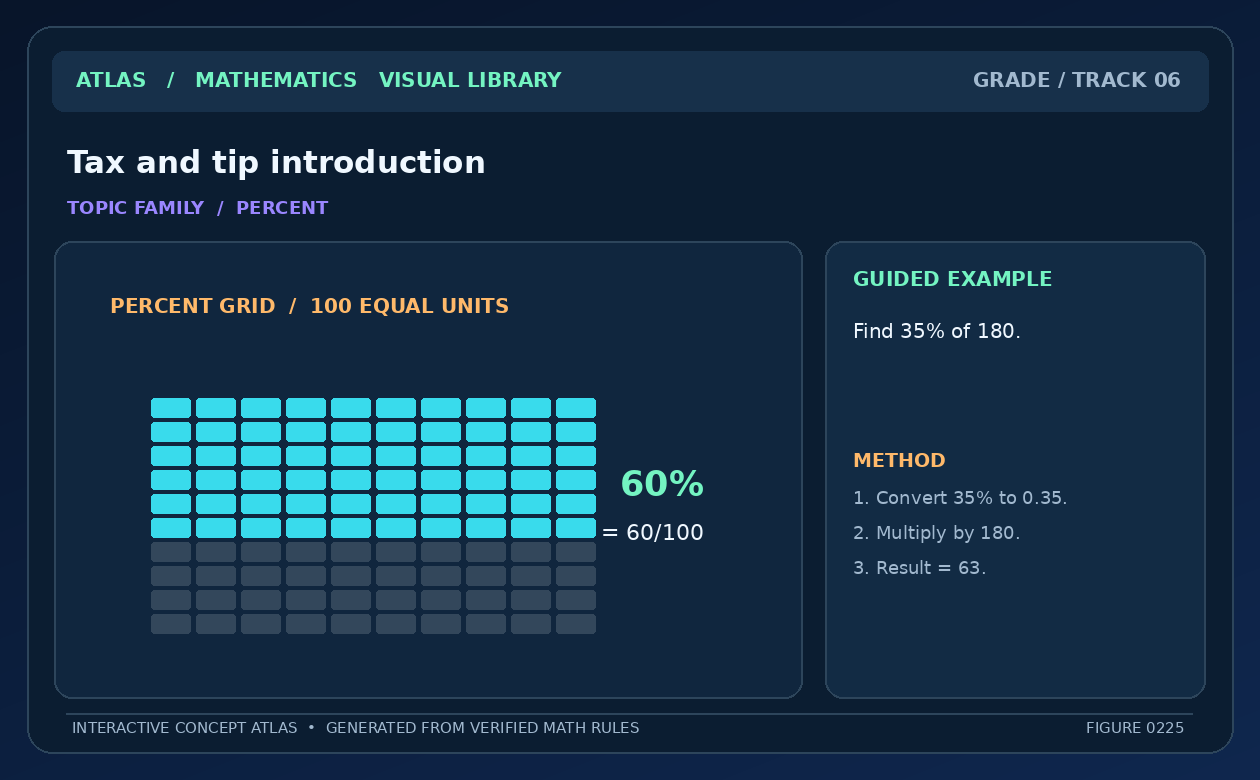 ATLAS / MATHEMATICS VISUAL LIBRARY
GRADE / TRACK 06
Tax and tip introduction
TOPIC FAMILY / PERCENT
PERCENT GRID / 100 EQUAL UNITS
60%
= 60/100
GUIDED EXAMPLE
Find 35% of 180.
METHOD
1. Convert 35% to 0.35.
2. Multiply by 180.
3. Result = 63.
INTERACTIVE CONCEPT ATLAS • GENERATED FROM VERIFIED MATH RULES
FIGURE 0225